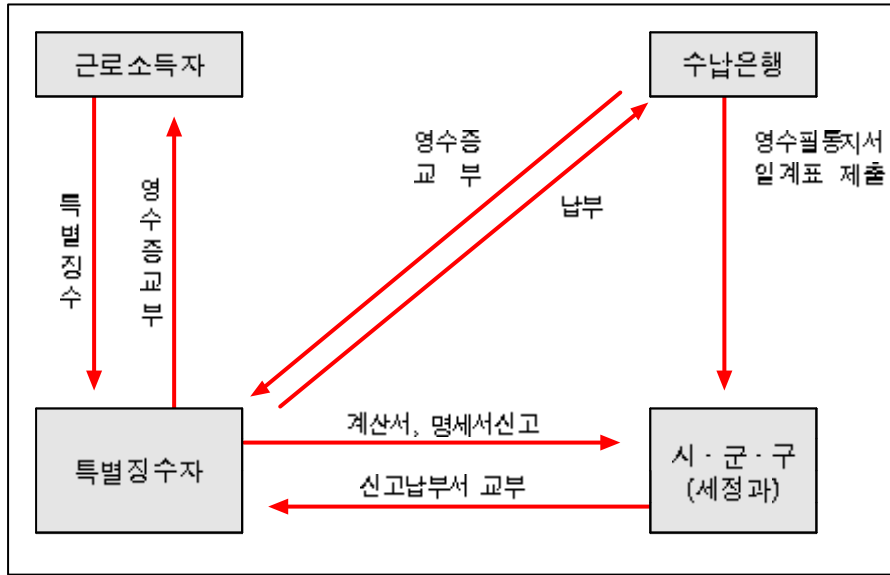 근로소득자
수납은행
영수증
교 부
납부
영수필통지서
일계표 제출
특별징수
영수증교부
특별징수자
계산서, 명세서신고
신고납부서 교부
시·군·구
(세정과)